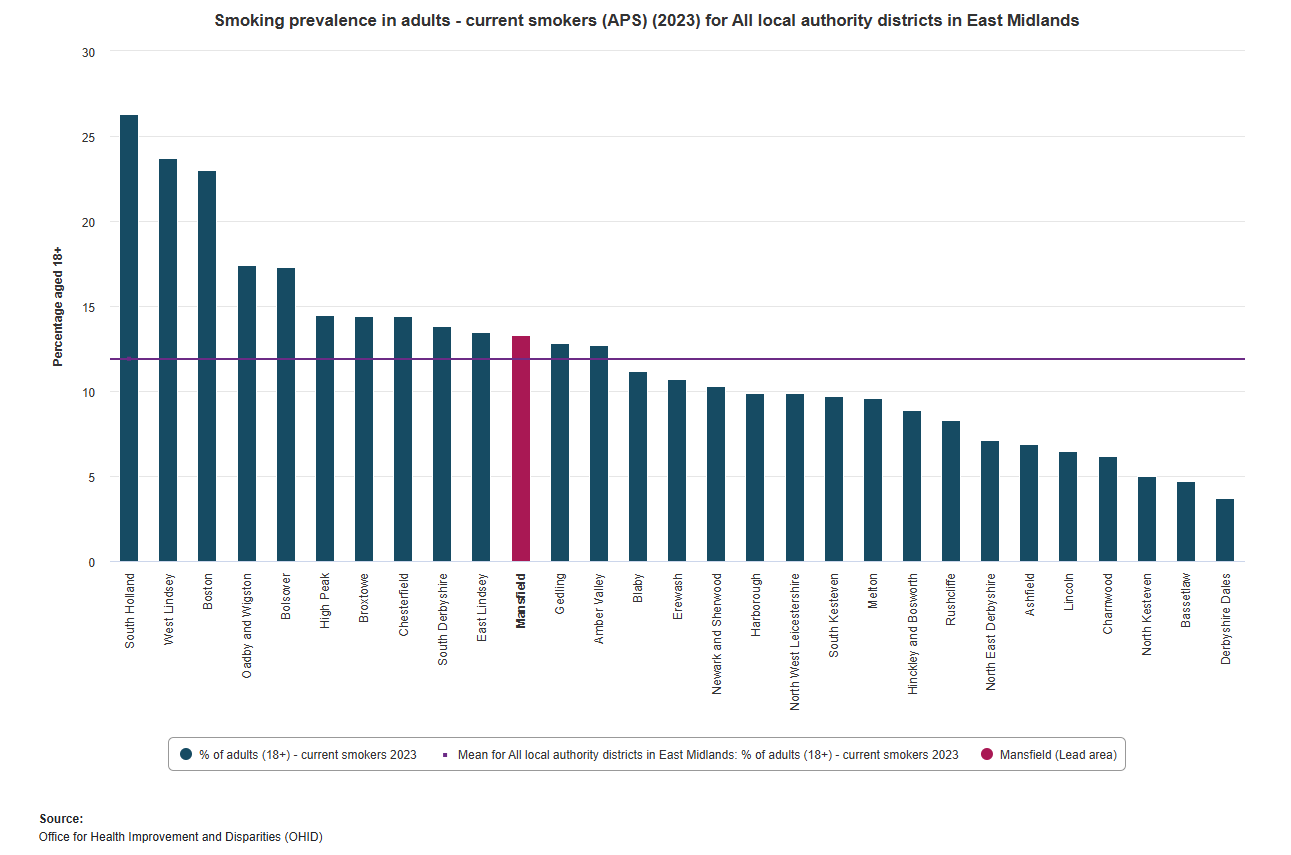 Smoking prevalence in adults - current smokers (APS) (2023) for All local authority districts in East Midlands
Percentage aged 18+
30
25
20
15
10
5
0
South Holland
West Lindsey
Boston
Oadby and Wigston
Bolsover
High Peak
Broxtowe
Chesterfield
South Derbyshire
East Lindsey
Mansfield
Gedling
Amber Valley
Blaby
Erewash
Newark and Sherwood
Harborough
North West Leicestershire
South Kesteven
Melton
Hinckley and Bosworth
Rushcliffe
North East Derbyshire
Ashfield
Lincoln
Charnwood
North Kesteven
Bassetlaw
Derbyshire Dales
% of adults (18+) - current smokers 2023
Mean for All local authority districts in East Midlands: % of adults (18+) - current smokers 2023
Mansfield (Lead area)
Source:
Office for Health Improvement and Disparities (OHID)